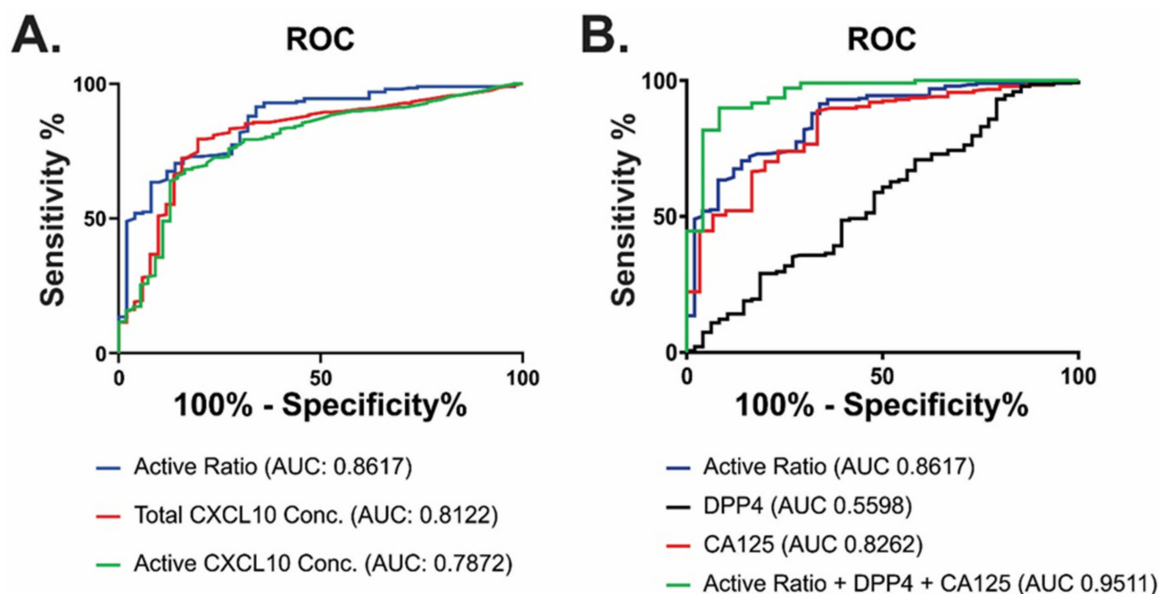 A.
ROC
100
50
0
Sensitivity %
0
50
100
100% - Specificity%
Active Ratio (AUC: 0.8617)
Total CXCL10 Conc. (AUC: 0.8122)
Active CXCL10 Conc. (AUC: 0.7872)
B.
ROC
100
50
0
Sensitivity %
0
50
100
100% - Specificity%
Active Ratio (AUC 0.8617)
DPP4 (AUC 0.5598)
CA125 (AUC 0.8262)
Active Ratio + DPP4 + CA125 (AUC 0.9511)